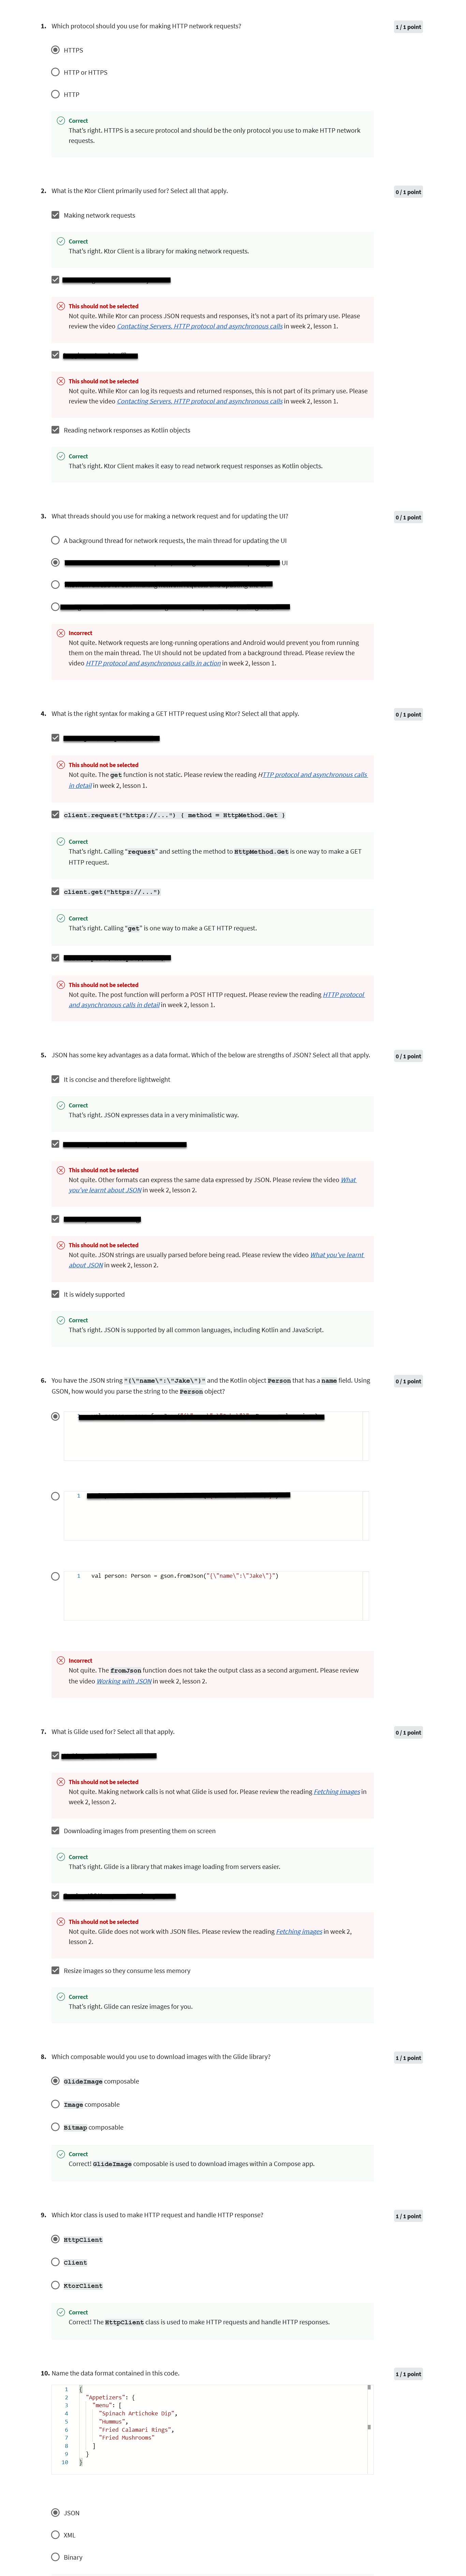 1. Which protocol should you use for making HTTP network requests?
1 / 1 point
HTTPS
HTTP or HTTPS
HTTP
Correct
That's right. HTTPS is a secure protocol and should be the only protocol you use to make HTTP network
requests.
2. What is the Ktor Client primarily used for? Select all that apply.
0 / 1 point
Making network requests
Correct
That's right. Ktor Client is a library for making network requests.
This should not be selected
Not quite. While Ktor can process JSON requests and responses, it's not a part of its primary use. Please
review the video Contacting Servers. HTTP protocol and asynchronous calls in week 2, lesson 1.
This should not be selected
Not quite. While Ktor can log its requests and returned responses, this is not part of its primary use. Please
review the video Contacting Servers. HTTP protocol and asynchronous calls in week 2, lesson 1.
Reading network responses as Kotlin objects
Correct
That's right. Ktor Client makes it easy to read network request responses as Kotlin objects.
3. What threads should you use for making a network request and for updating the UI?
0 / 1 point
A background thread for network requests, the main thread for updating the UI
UI
Incorrect
Not quite. Network requests are long-running operations and Android would prevent you from running
them on the main thread. The UI should not be updated from a background thread. Please review the
video HTTP protocol and asynchronous calls in action in week 2, lesson 1.
4. What is the right syntax for making a GET HTTP request using Ktor? Select all that apply.
0 / 1 point
This should not be selected
Not quite. The get function is not static. Please review the reading HTTP protocol and asynchronous calls
in detail in week 2, lesson 1.
client.request("https://...") { method = HttpMethod.Get }
Correct
That's right. Calling "request" and setting the method to HttpMethod.Get is one way to make a GET
HTTP request.
client.get("https://...")
Correct
That's right. Calling "get" is one way to make a GET HTTP request.
This should not be selected
Not quite. The post function will perform a POST HTTP request. Please review the reading HTTP protocol
and asynchronous calls in detail in week 2, lesson 1.
5. JSON has some key advantages as a data format. Which of the below are strengths of JSON? Select all that apply.
0 / 1 point
It is concise and therefore lightweight
Correct
That's right. JSON expresses data in a very minimalistic way.
This should not be selected
Not quite. Other formats can express the same data expressed by JSON. Please review the video What
you've learnt about JSON in week 2, lesson 2.
This should not be selected
Not quite. JSON strings are usually parsed before being read. Please review the video What you've learnt
about JSON in week 2, lesson 2.
It is widely supported
Correct
That's right. JSON is supported by all common languages, including Kotlin and JavaScript.
6. You have the JSON string "{\"name\":\"Jake\"}" and the Kotlin object Person that has a name field. Using
GSON, how would you parse the string to the Person object?
0 / 1 point
1
1 val person: Person = gson.fromJson("{\"name\":\"Jake\"}")
Incorrect
Not quite. The fromJson function does not take the output class as a second argument. Please review
the video Working with JSON in week 2, lesson 2.
7. What is Glide used for? Select all that apply.
0 / 1 point
This should not be selected
Not quite. Making network calls is not what Glide is used for. Please review the reading Fetching images in
week 2, lesson 2.
Downloading images from presenting them on screen
Correct
That's right. Glide is a library that makes image loading from servers easier.
This should not be selected
Not quite. Glide does not work with JSON files. Please review the reading Fetching images in week 2,
lesson 2.
Resize images so they consume less memory
Correct
That's right. Glide can resize images for you.
8. Which composable would you use to download images with the Glide library?
1 / 1 point
GlideImage composable
Image composable
Bitmap composable
Correct
Correct! GlideImage composable is used to download images within a Compose app.
9. Which ktor class is used to make HTTP request and handle HTTP response?
1 / 1 point
HttpClient
Client
KtorClient
Correct
Correct! The HttpClient class is used to make HTTP requests and handle HTTP responses.
10. Name the data format contained in this code.
1 / 1 point
1 {
2 "Appetizers": {
3 "menu": [
4 "Spinach Artichoke Dip",
5 "Hummus",
6 "Fried Calamari Rings",
7 "Fried Mushrooms"
8 ]
9 }
10 }
JSON
XML
Binary